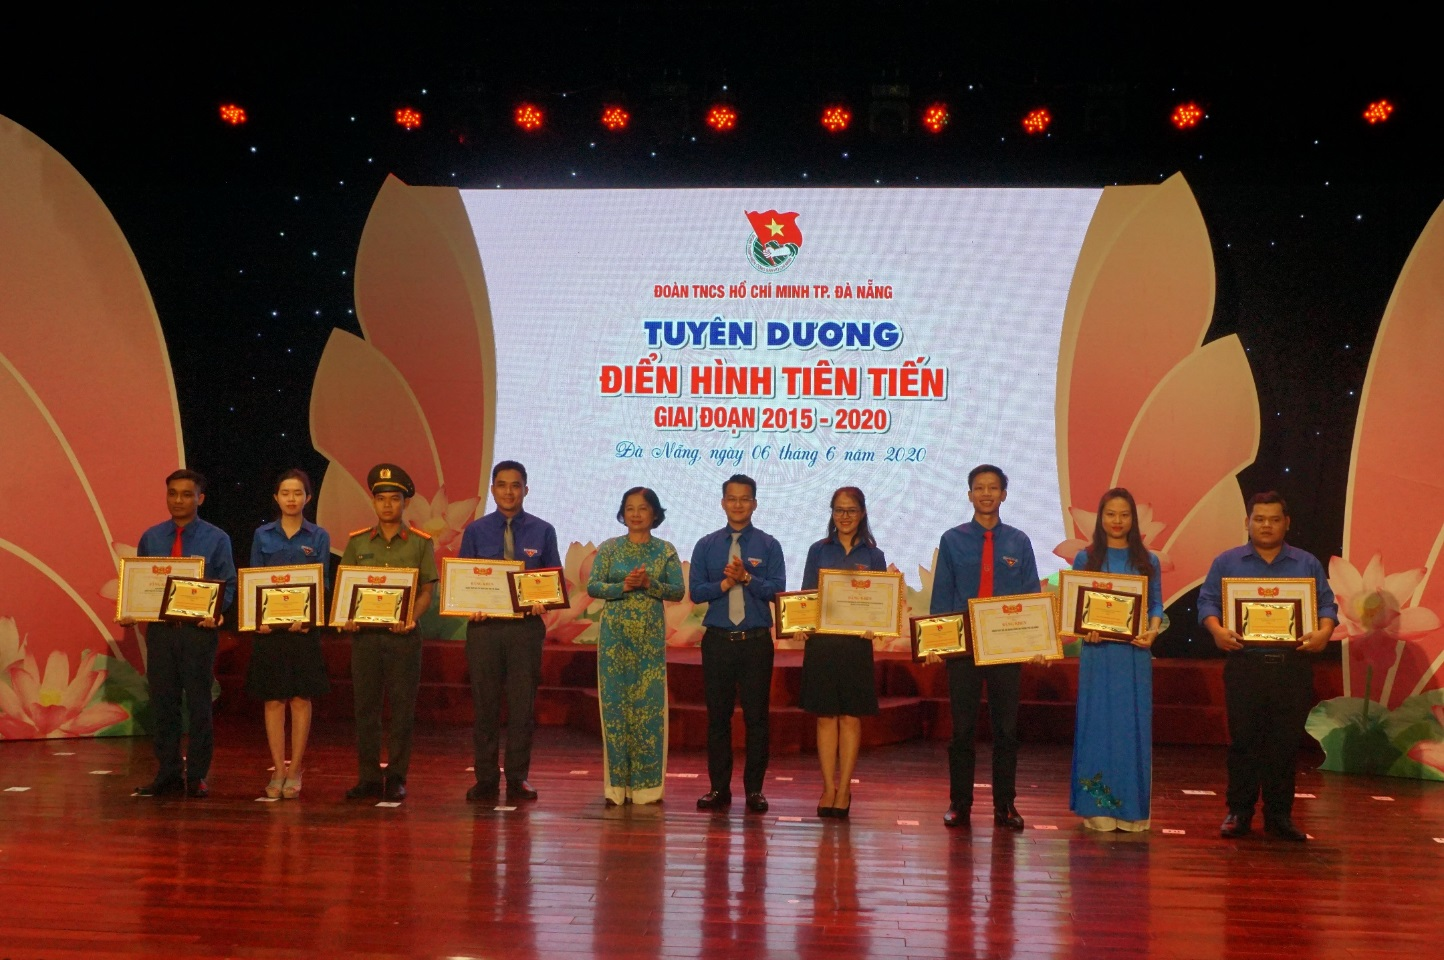 ĐOÀN TNCS HỒ CHÍ MINH TP. ĐÀ NẴNG
TUYÊN DƯƠNG
ĐIỂN HÌNH TIÊN TIẾN
GIAI ĐOẠN 2015 - 2020
Đà Nẵng, ngày 06 tháng 6 năm 2020